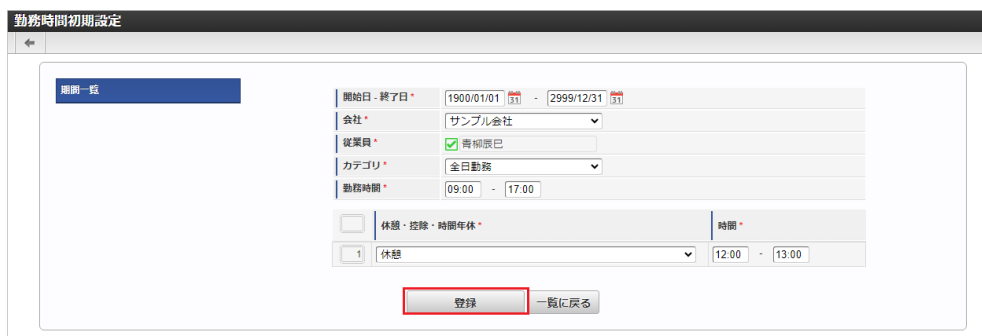 勤務時間初期設定
期間一覧
開始日 - 終了日* 1900/01/01 31 - 2999/12/31 31
会社* サンプル会社
従業員* 青柳辰巳
カテゴリ* 全日勤務
勤務時間* 09:00 - 17:00
休憩・控除・時間年休* 時間*
1 休憩 12:00 - 13:00
登録 一覧に戻る